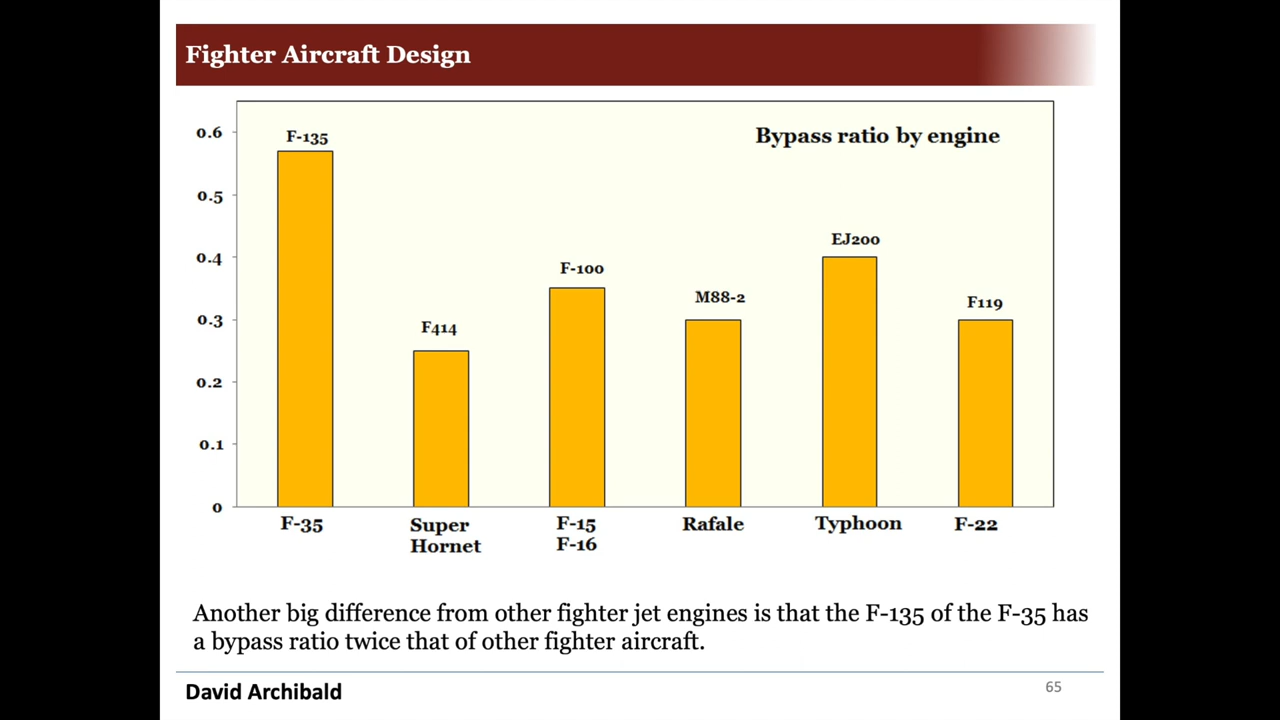 Fighter Aircraft Design
Bypass ratio by engine
0.6
0.5
0.4
0.3
0.2
0.1
0
F-135
F414
F-100
M88-2
EJ200
F119
F-35
Super
Hornet
F-15
F-16
Rafale
Typhoon
F-22
Another big difference from other fighter jet engines is that the F-135 of the F-35 has
a bypass ratio twice that of other fighter aircraft.
David Archibald
65